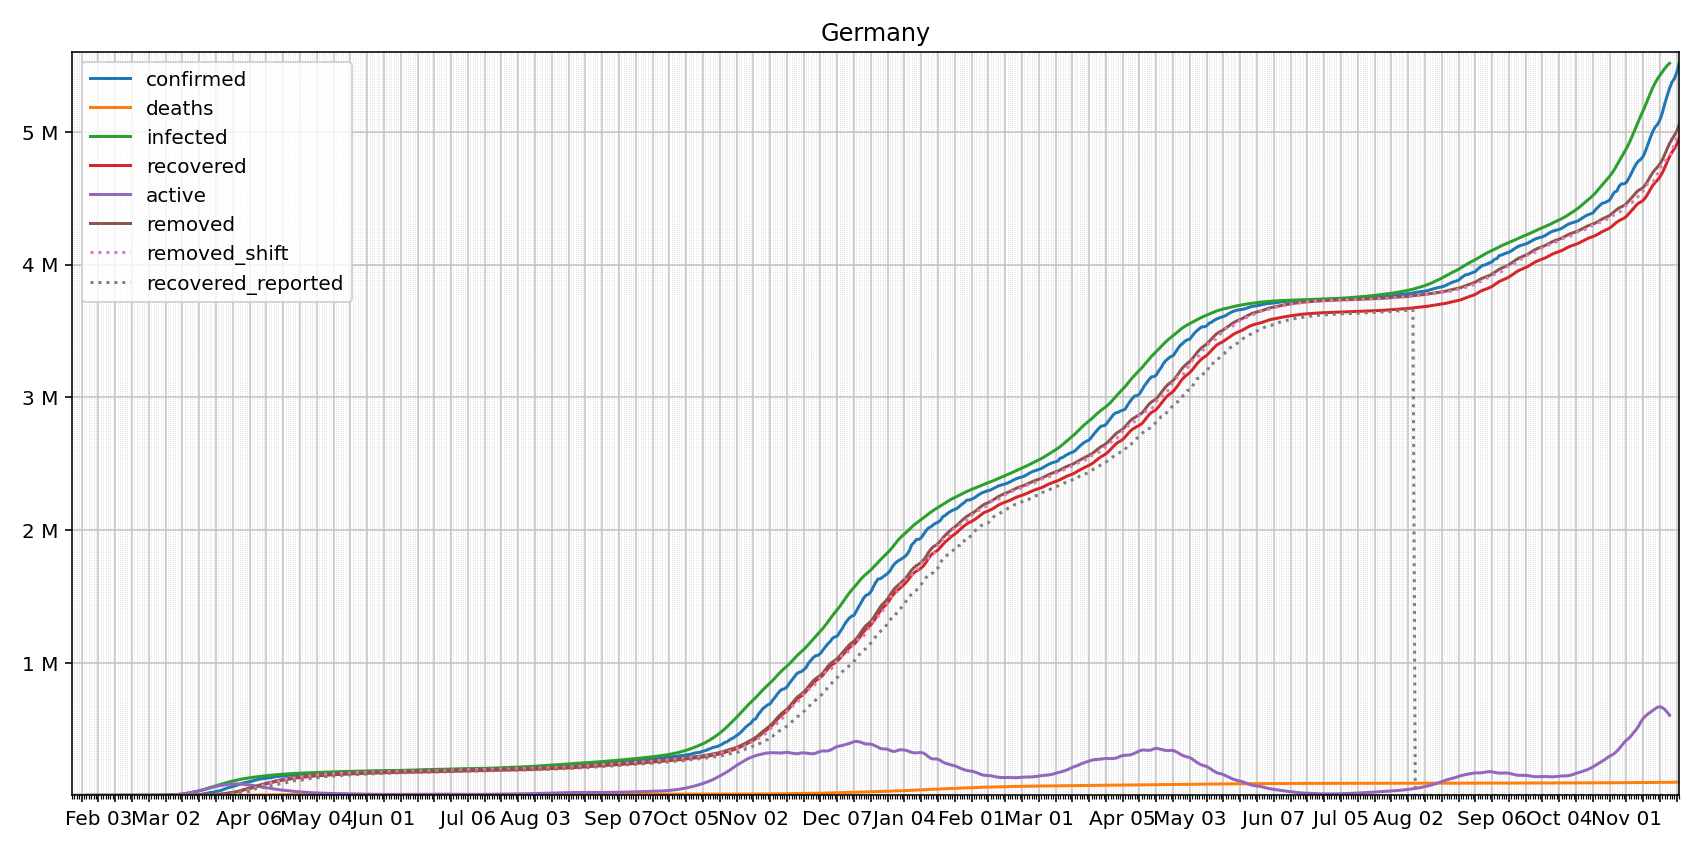 Germany
confirmed
deaths
infected
recovered
active
removed
removed_shift
recovered_reported
5 M
4 M
3 M
2 M
1 M
Feb 03 Mar 02 Apr 06 May 04 Jun 01 Jul 06 Aug 03 Sep 07 Oct 05 Nov 02 Dec 07 Jan 04 Feb 01 Mar 01 Apr 05 May 03 Jun 07 Jul 05 Aug 02 Sep 06 Oct 04 Nov 01